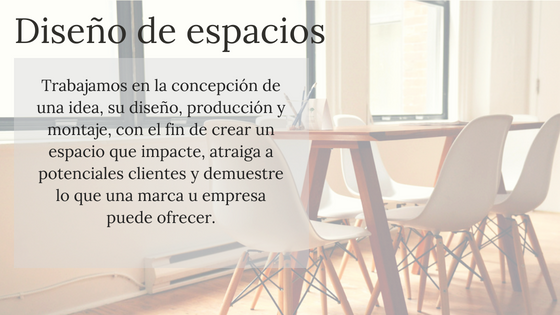 Diseño de espacios
Trabajamos en la concepción de
una idea, su diseño, producción y
montaje, con el fin de crear un
espacio que impacte, atraiga a
potenciales clientes y demuestre
lo que una marca u empresa
puede ofrecer.